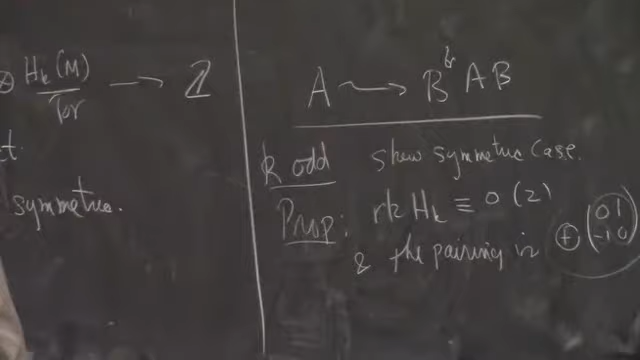 ⊗ H_k(M)/Tor ⟶ ℤ
symmetric.
A ⇝ B^t A B
k odd skew symmetric case.
Prop: rk H_k ≡ 0 (2)
& the pairing is ⊕ (0 1
-1 0)